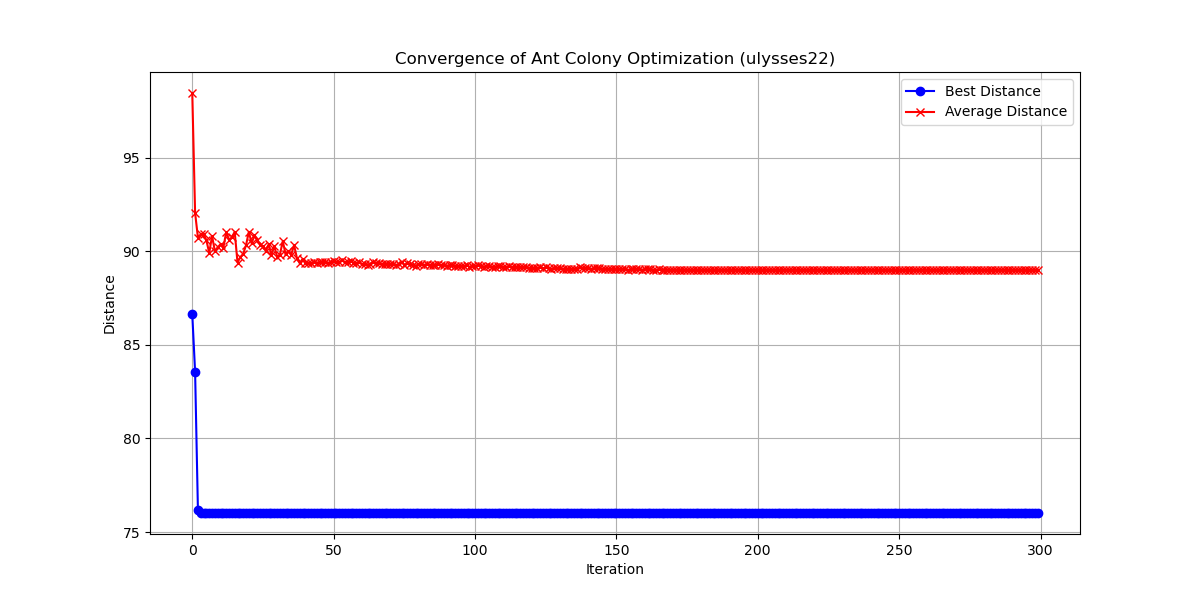 Convergence of Ant Colony Optimization (ulysses22)
Best Distance
Average Distance
95
90
85
80
75
Distance
0
50
100
150
200
250
300
Iteration